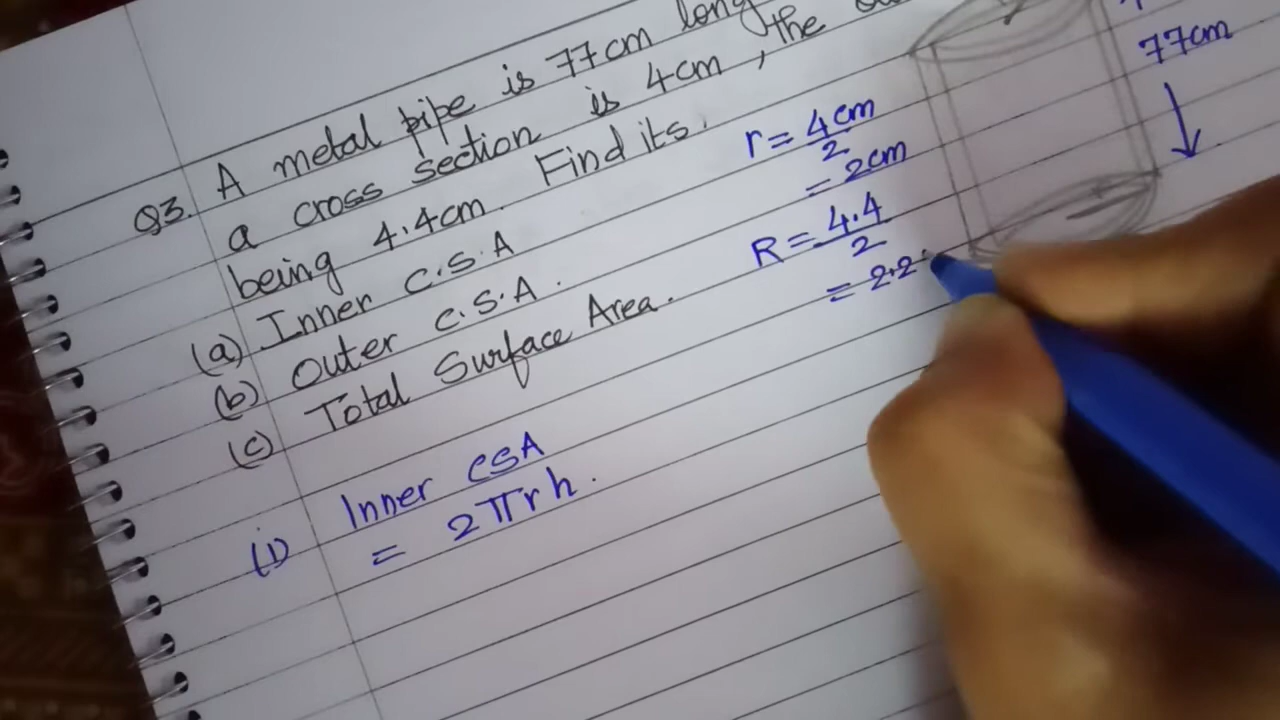 Q3. A metal pipe is 77cm long
a cross section is 4cm, the
being 4.4cm. Find its.
(a) Inner C.S.A
(b) Outer C.S.A.
(c) Total Surface Area.
r = 4cm/2
= 2cm
R = 4.4/2
= 2.2
77cm
(i) Inner CSA
= 2πrh.